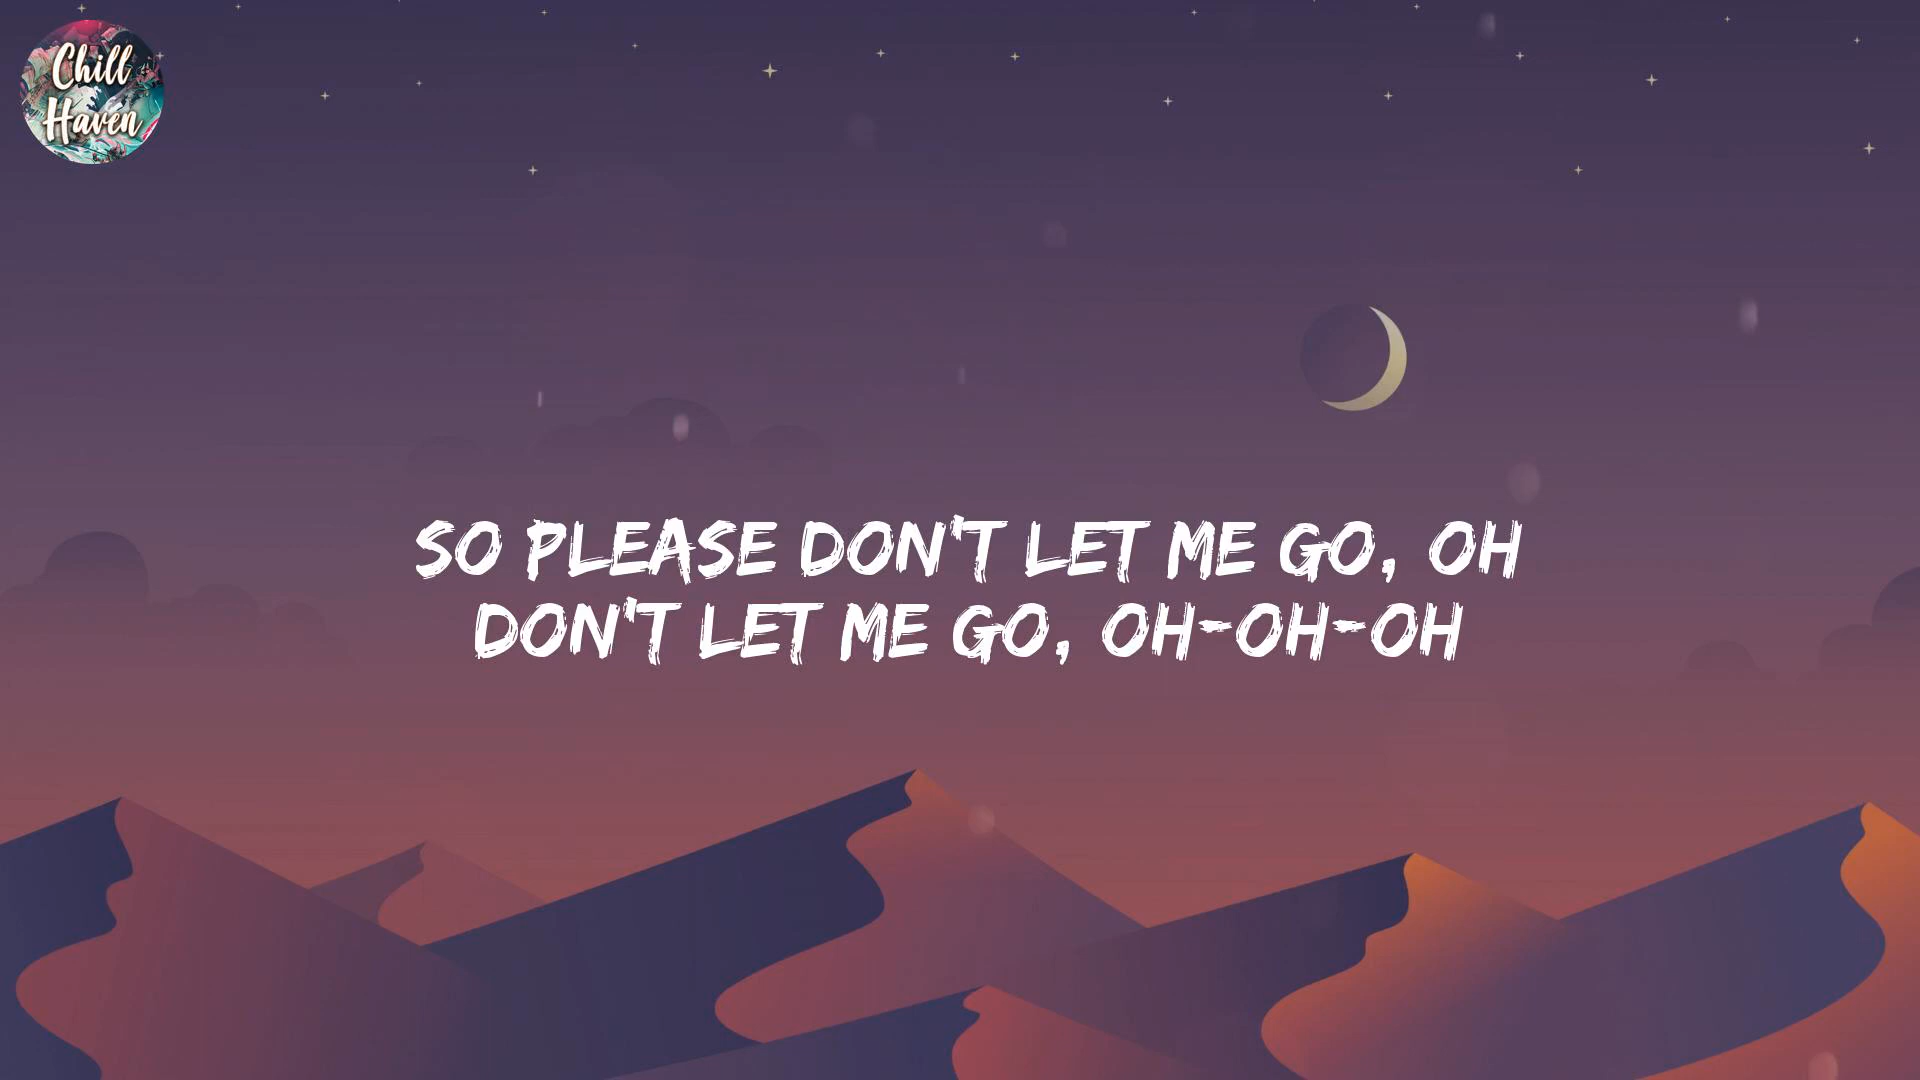 Chill
Haven
SO PLEASE DON'T LET ME GO, OH
DON'T LET ME GO, OH-OH-OH